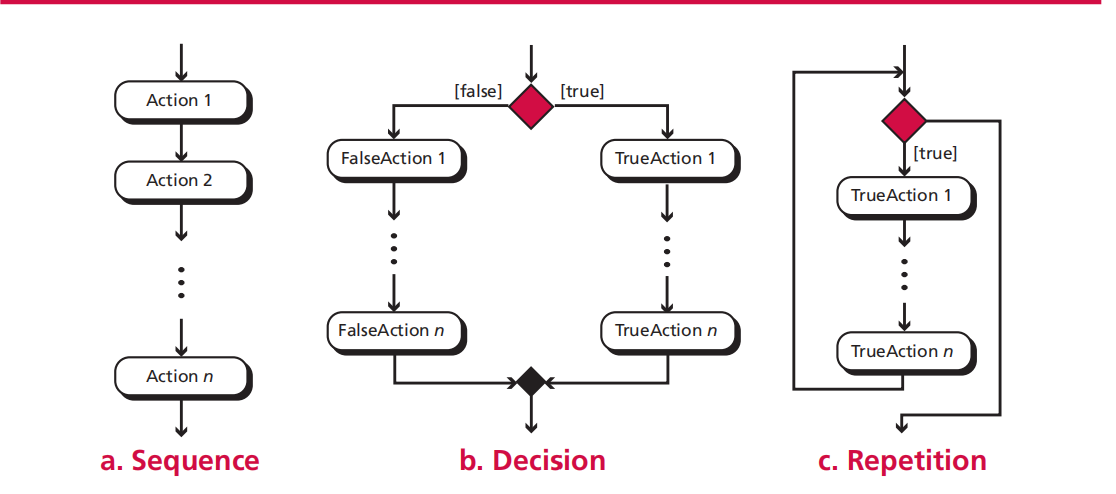 Action 1
Action 2
Action n
a. Sequence
[false]
[true]
FalseAction 1
TrueAction 1
FalseAction n
TrueAction n
b. Decision
[true]
TrueAction 1
TrueAction n
c. Repetition